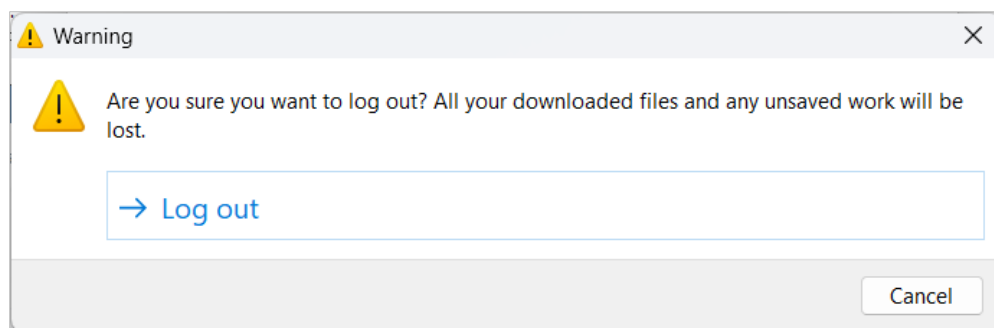 Warning
Are you sure you want to log out? All your downloaded files and any unsaved work will be
lost.
Log out
Cancel